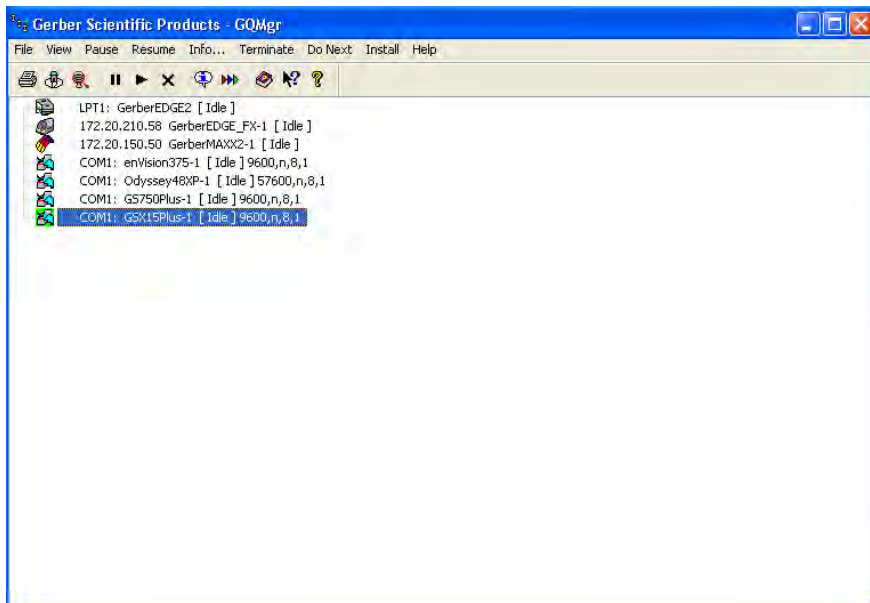 Gerber Scientific Products - GQMgr
File View Pause Resume Info... Terminate Do Next Install Help
LPT1: GerberEDGE2 [ Idle ]
172.20.210.58 GerberEDGE_FX-1 [ Idle ]
172.20.150.50 GerberMAXX2-1 [ Idle ]
COM1: enVision375-1 [ Idle ] 9600,n,8,1
COM1: Odyssey48XP-1 [ Idle ] 57600,n,8,1
COM1: GS750Plus-1 [ Idle ] 9600,n,8,1
COM1: GSX15Plus-1 [ Idle ] 9600,n,8,1